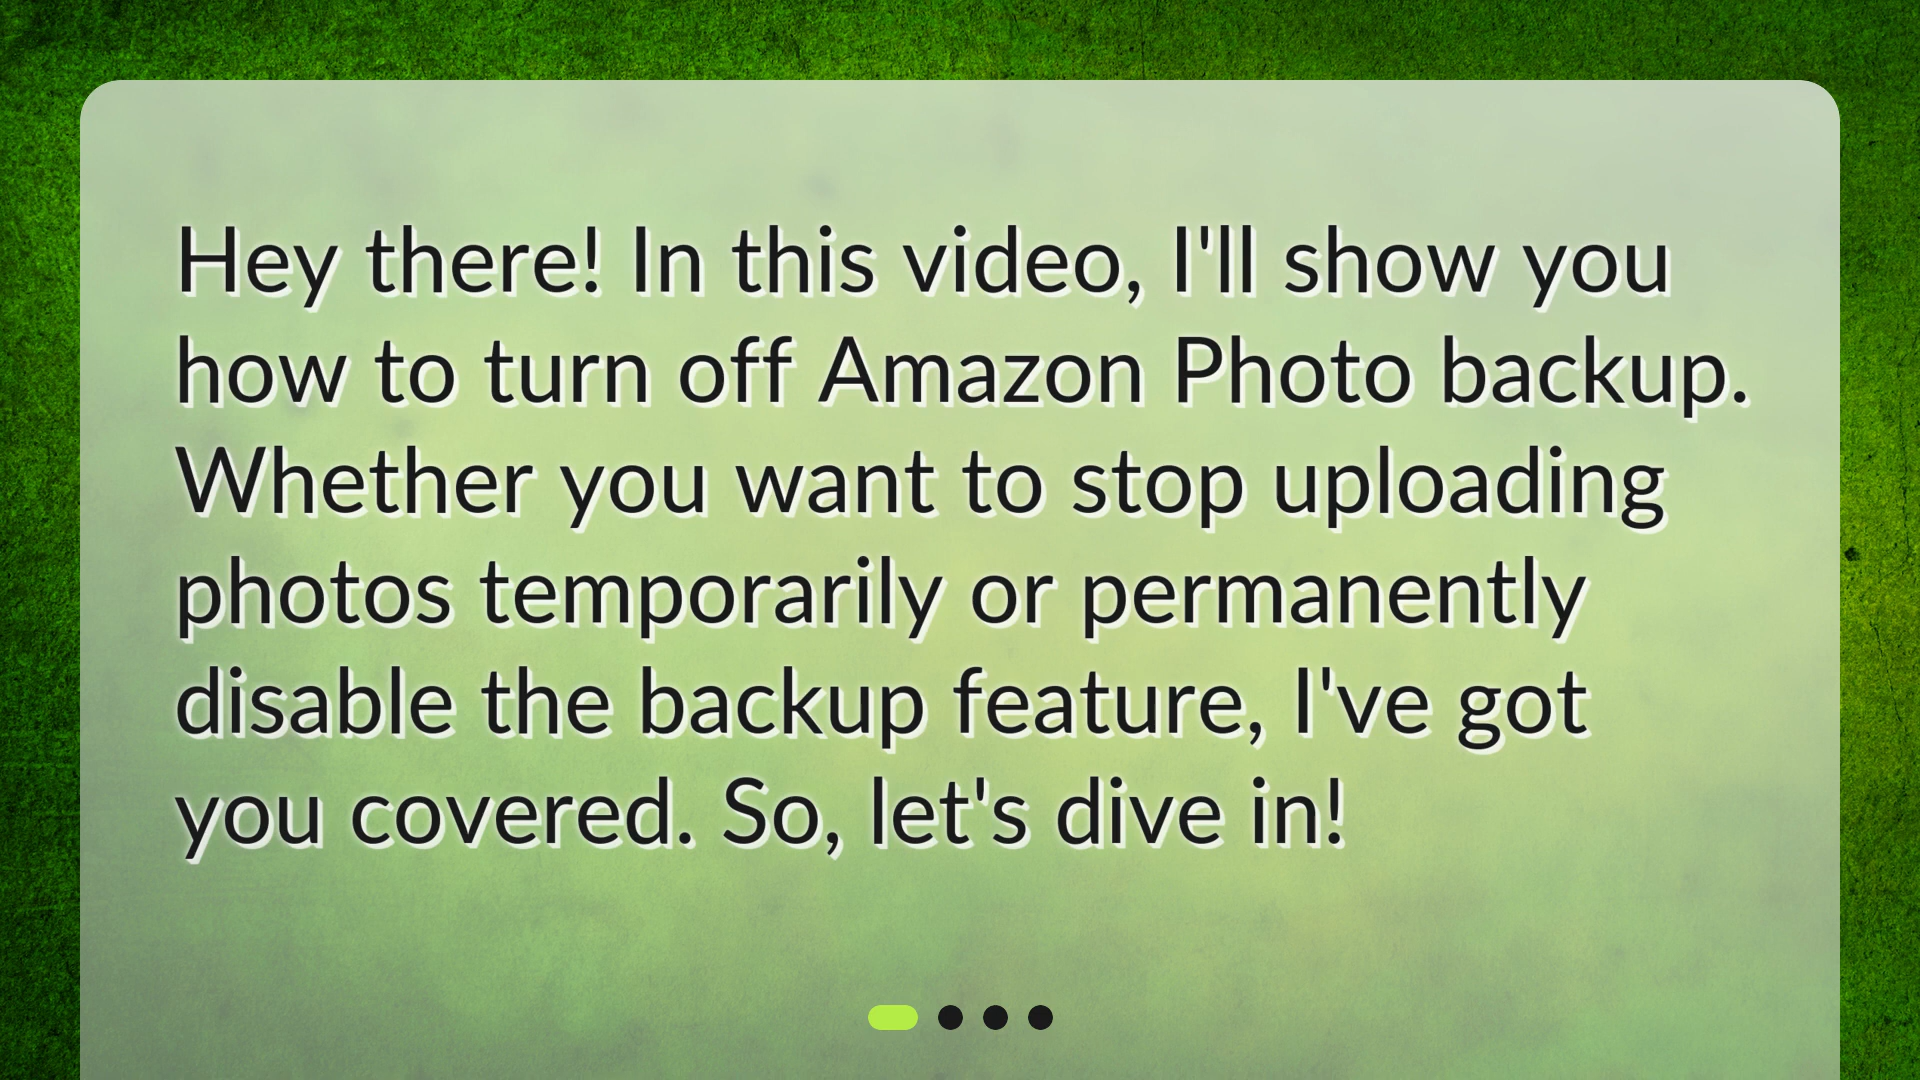 Hey there! In this video, I'll show you
how to turn off Amazon Photo backup.
Whether you want to stop uploading
photos temporarily or permanently
disable the backup feature, I've got
you covered. So, let's dive in!